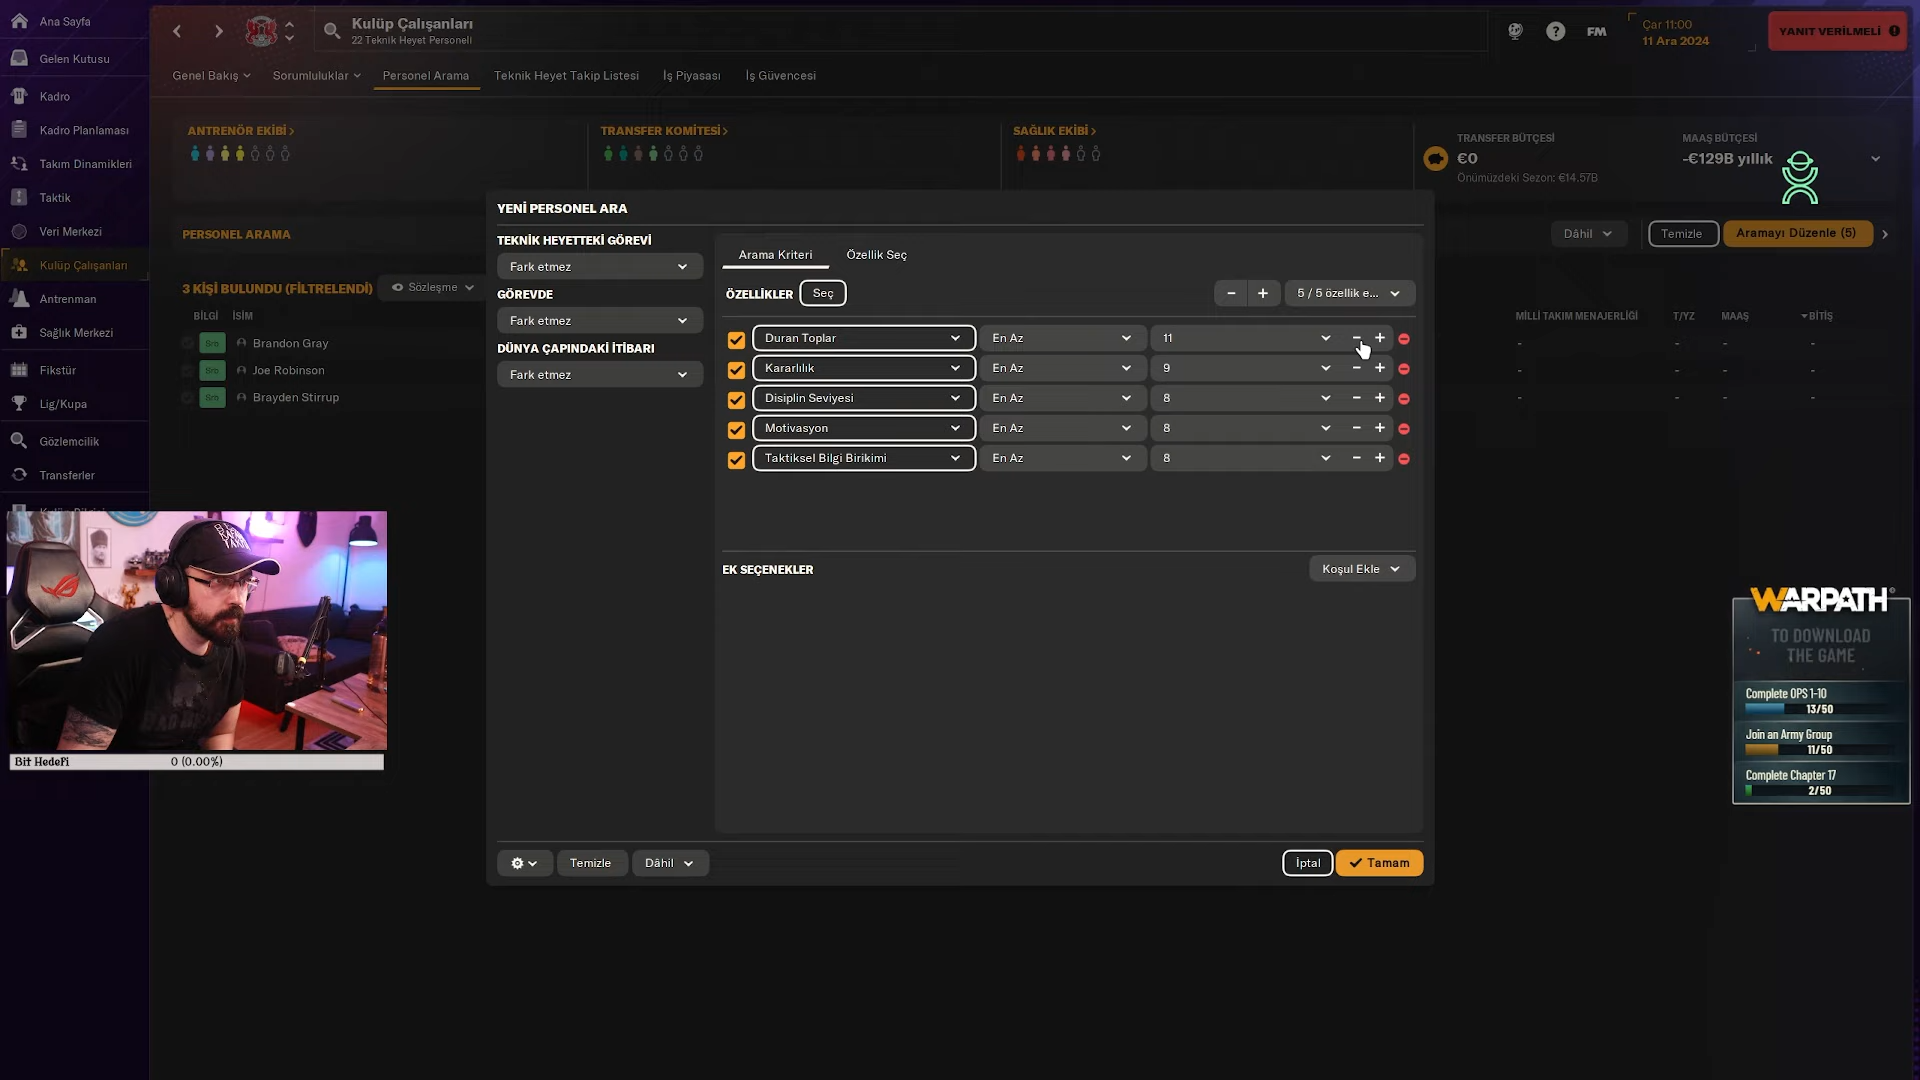 Ana Sayfa
Gelen Kutusu
Kadro
Kadro Planlaması
Takım Dinamikleri
Taktik
Veri Merkezi
Kulüp Çalışanları
Antrenman
Sağlık Merkezi
Fikstür
Lig/Kupa
Gözlemcilik
Transferler
Kulüp Çalışanları
22 Teknik Heyet Personeli
FM
Çar 11:00
11 Ara 2024
YANIT VERİLMELİ
Genel Bakış
Sorumluluklar
Personel Arama
Teknik Heyet Takip Listesi
İş Piyasası
İş Güvencesi
ANTRENÖR EKİBİ >
TRANSFER KOMİTESİ >
SAĞLIK EKİBİ >
TRANSFER BÜTÇESİ
€0
Önümüzdeki Sezon: €14.57B
MAAŞ BÜTÇESİ
-€129B yıllık
PERSONEL ARAMA
Dâhil
Temizle
Aramayı Düzenle (5)
3 KİŞİ BULUNDU (FİLTRELENDİ)
Sözleşme
BİLGİ
İSİM
MİLLİ TAKIM MENAJERLİĞİ
T/YZ
MAAŞ
BİTİŞ
Srb
Brandon Gray
- - - -
Srb
Joe Robinson
- - - -
Srb
Brayden Stirrup
- - - -
YENİ PERSONEL ARA
TEKNİK HEYETTEKİ GÖREVİ
Fark etmez
GÖREVDE
Fark etmez
DÜNYA ÇAPINDAKİ İTİBARI
Fark etmez
Arama Kriteri
Özellik Seç
ÖZELLİKLER
Seç
5 / 5 özellik e...
Duran Toplar
En Az
11
Kararlılık
En Az
9
Disiplin Seviyesi
En Az
8
Motivasyon
En Az
8
Taktiksel Bilgi Birikimi
En Az
8
EK SEÇENEKLER
Koşul Ekle
Temizle
Dâhil
İptal
Tamam
Bit Hedefi
0 (0.00%)
WARPATH
TO DOWNLOAD
THE GAME
Complete OPS 1-10
13/50
Join an Army Group
11/50
Complete Chapter 17
2/50